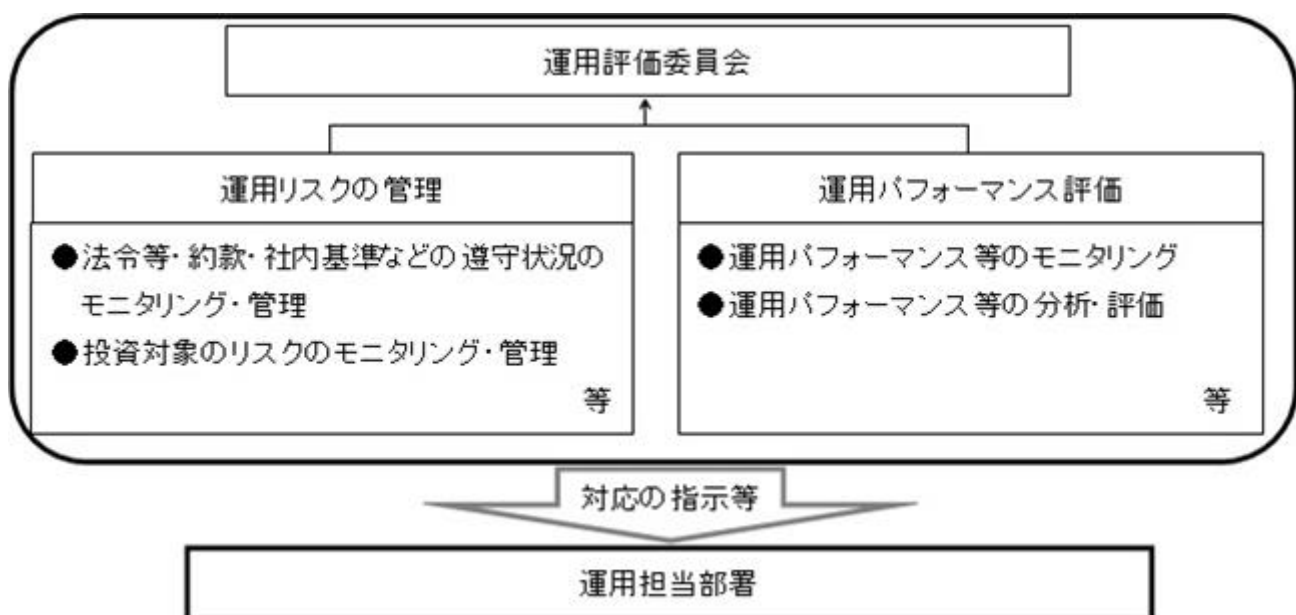 運用評価委員会
運用リスクの管理
●法令等・約款・社内基準などの遵守状況の
モニタリング・管理
●投資対象のリスクのモニタリング・管理
等
運用パフォーマンス評価
●運用パフォーマンス等のモニタリング
●運用パフォーマンス等の分析・評価
等
対応の指示等
運用担当部署